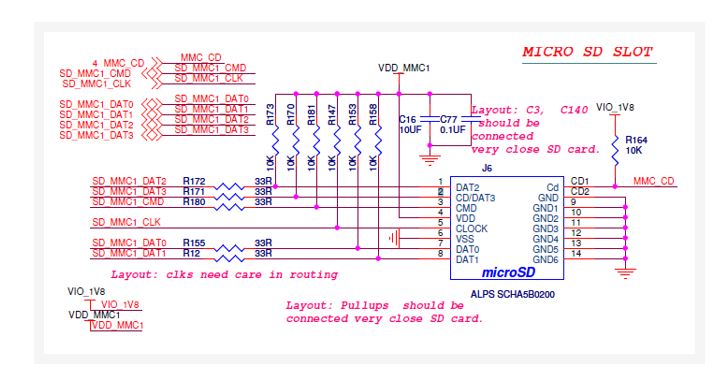 MICRO SD SLOT
4 MMC_CD
MMC_CD
SD_MMC1_CMD
SD_MMC1_CMD
SD_MMC1_CLK
SD_MMC1_CLK
SD_MMC1_DAT0
SD_MMC1_DAT0
SD_MMC1_DAT1
SD_MMC1_DAT1
SD_MMC1_DAT2
SD_MMC1_DAT2
SD_MMC1_DAT3
SD_MMC1_DAT3
VDD_MMC1
R173
10K
R170
10K
R181
10K
R147
10K
R153
10K
R158
10K
C16
10UF
C77
0.1UF
Layout: C3, C140
should be
connected
very close SD card.
VIO_1V8
R164
10K
J6
SD_MMC1_DAT2 R172 33R
SD_MMC1_DAT3 R171 33R
SD_MMC1_CMD R180 33R
SD_MMC1_CLK
SD_MMC1_DAT0 R155 33R
SD_MMC1_DAT1 R12 33R
1 DAT2
2 CD/DAT3
3 CMD
4 VDD
5 CLOCK
6 VSS
7 DAT0
8 DAT1
Cd CD1
GND CD2
GND1 9
GND2 10
GND3 11
GND4 12
GND5 13
GND6 14
MMC_CD
microSD
ALPS SCHA5B0200
Layout: clks need care in routing
Layout: Pullups should be
connected very close SD card.
VIO_1V8
VIO_1V8
VDD_MMC1
VDD_MMC1